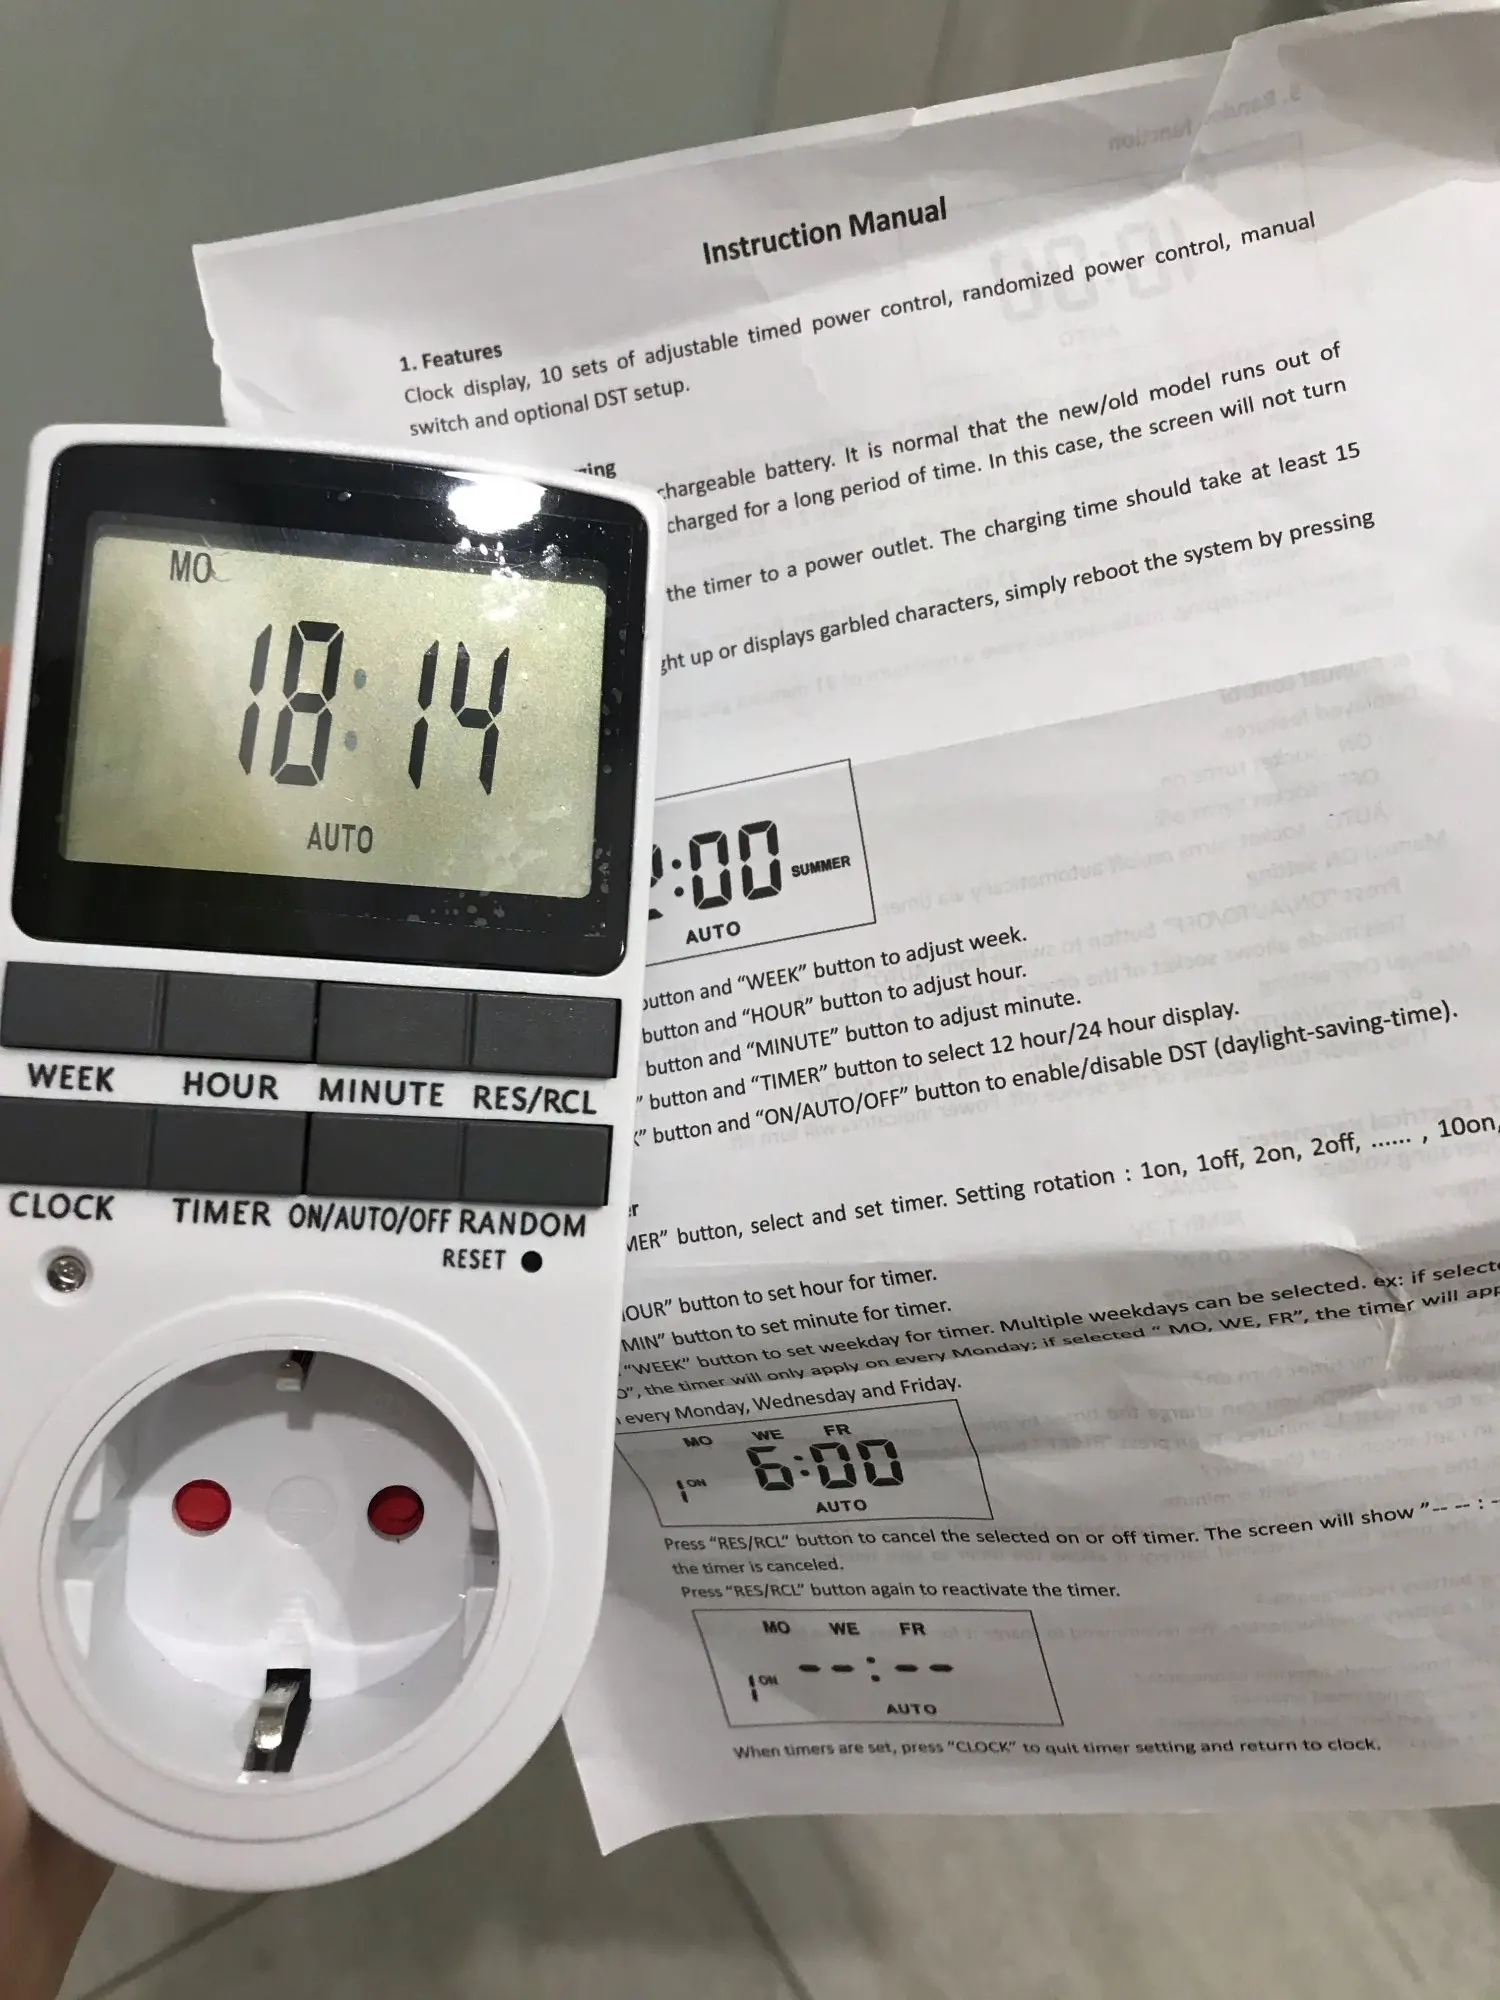 Instruction Manual
1. Features
Clock display, 10 sets of adjustable timed power control, randomized power control, manual
switch and optional DST setup.
chargeable battery. It is normal that the new/old model runs out of
charged for a long period of time. In this case, the screen will not turn
the timer to a power outlet. The charging time should take at least 15
ght up or displays garbled characters, simply reboot the system by pressing
:00 SUMMER
AUTO
button and "WEEK" button to adjust week.
button and "HOUR" button to adjust hour.
button and "MINUTE" button to adjust minute.
" button and "TIMER" button to select 12 hour/24 hour display.
" button and "ON/AUTO/OFF" button to enable/disable DST (daylight-saving-time).
MER" button, select and set timer. Setting rotation : 1on, 1off, 2on, 2off, ...... , 10on,
OUR" button to set hour for timer.
MIN" button to set minute for timer.
"WEEK" button to set weekday for timer. Multiple weekdays can be selected. ex: if selecte
O", the timer will only apply on every Monday; if selected " MO, WE, FR", the timer will app
every Monday, Wednesday and Friday.
MO WE FR
1 ON 6:00
AUTO
Press "RES/RCL" button to cancel the selected on or off timer. The screen will show "-- -- : -
the timer is canceled.
Press "RES/RCL" button again to reactivate the timer.
MO WE FR
1 ON --:--
AUTO
When timers are set, press "CLOCK" to quit timer setting and return to clock.
MO
18:14
AUTO
WEEK HOUR MINUTE RES/RCL
CLOCK TIMER ON/AUTO/OFF RANDOM
RESET